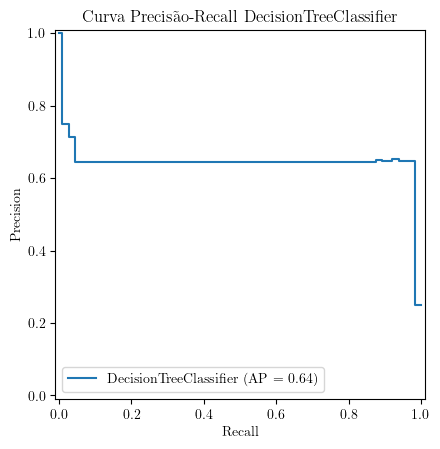 Curva Precisão-Recall DecisionTreeClassifier
1.0
0.8
0.6
0.4
0.2
0.0
Precision
DecisionTreeClassifier (AP = 0.64)
0.0 0.2 0.4 0.6 0.8 1.0
Recall